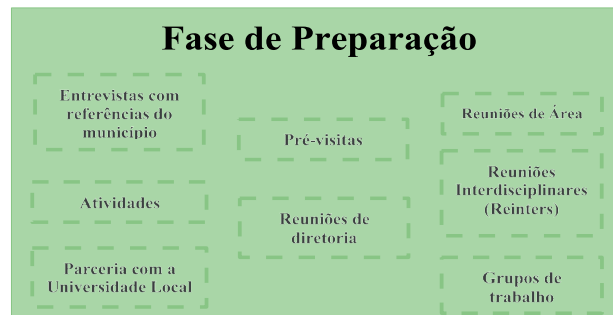 Fase de Preparação
Entrevistas com
referências do
município
Atividades
Parceria com a
Universidade Local
Pré-visitas
Reuniões de
diretoria
Reuniões de Área
Reuniões
Interdisciplinares
(Reinters)
Grupos de
trabalho